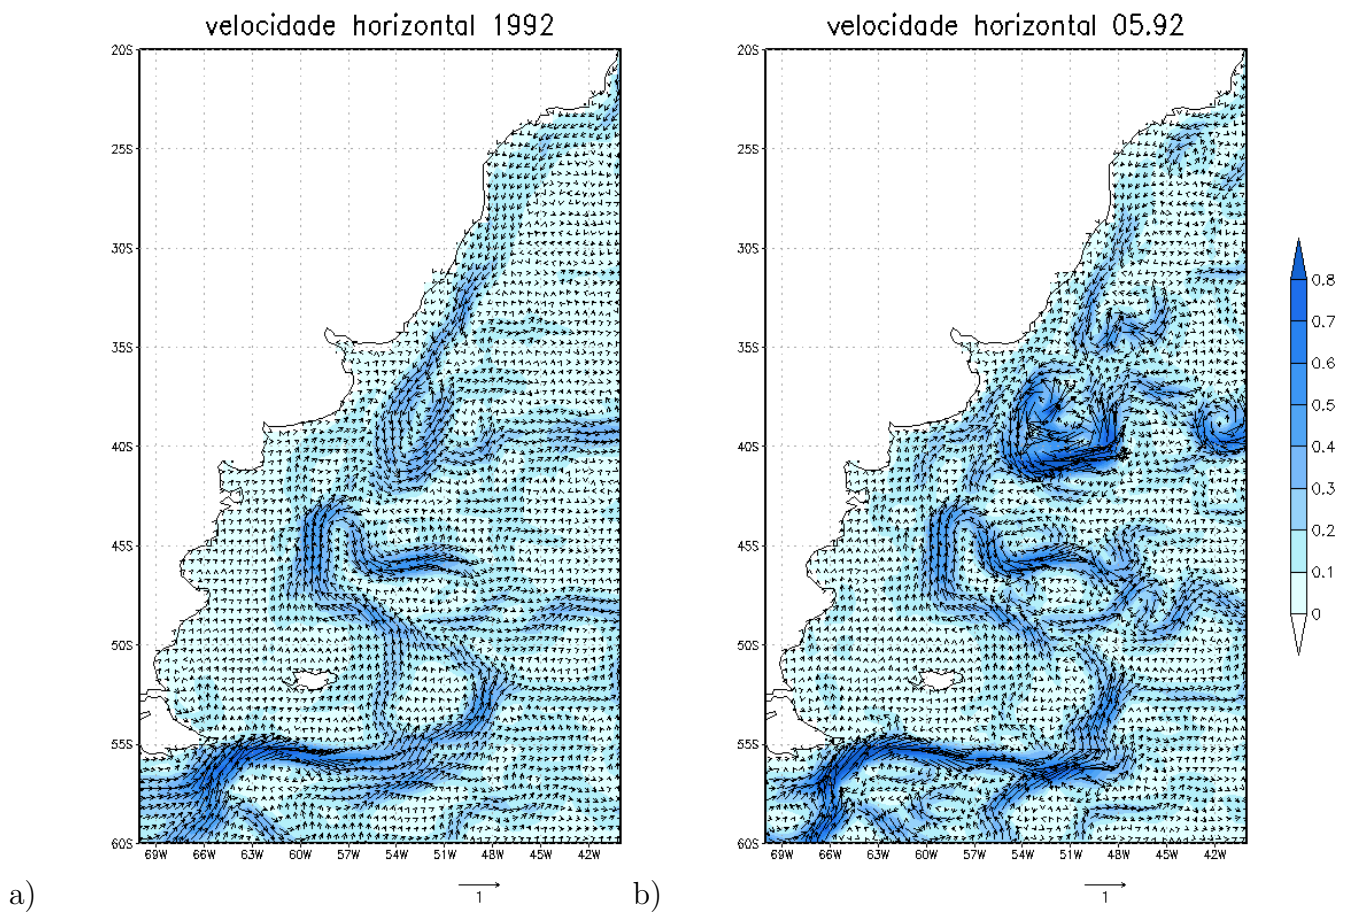 velocidade horizontal 1992
20S
25S
30S
35S
40S
45S
50S
55S
60S
69W 66W 63W 60W 57W 54W 51W 48W 45W 42W
1
a)
velocidade horizontal 05.92
20S
25S
30S
35S
40S
45S
50S
55S
60S
69W 66W 63W 60W 57W 54W 51W 48W 45W 42W
1
b)
0.8
0.7
0.6
0.5
0.4
0.3
0.2
0.1
0